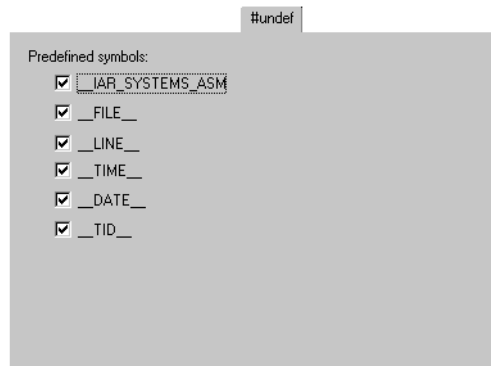 #undef
Predefined symbols:
__IAR_SYSTEMS_ASM
__FILE__
__LINE__
__TIME__
__DATE__
__TID__